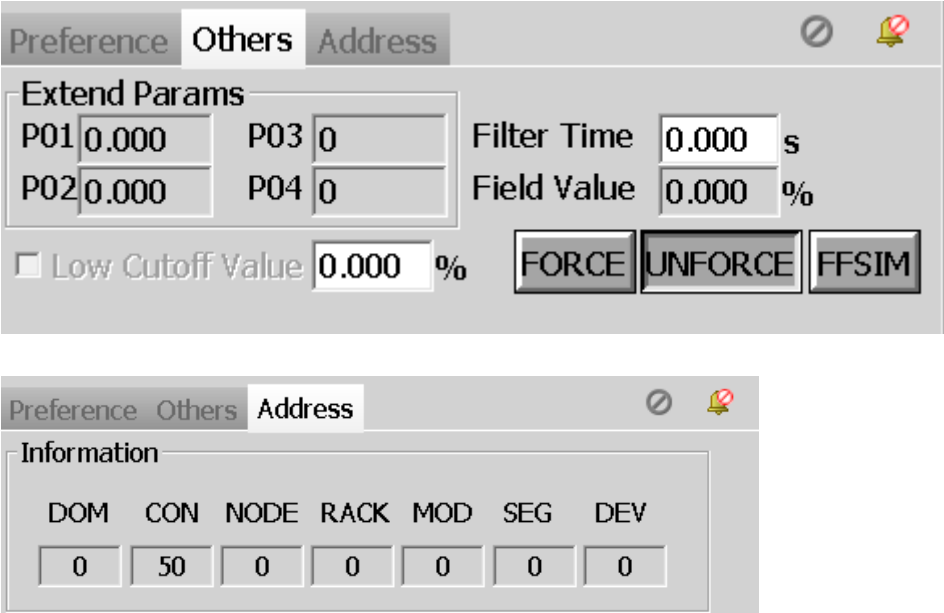 Preference Others Address
Extend Params
P01 0.000 P03 0 Filter Time 0.000 s
P02 0.000 P04 0 Field Value 0.000 %
Low Cutoff Value 0.000 % FORCE UNFORCE FFSIM
Preference Others Address
Information
DOM CON NODE RACK MOD SEG DEV
0 50 0 0 0 0 0